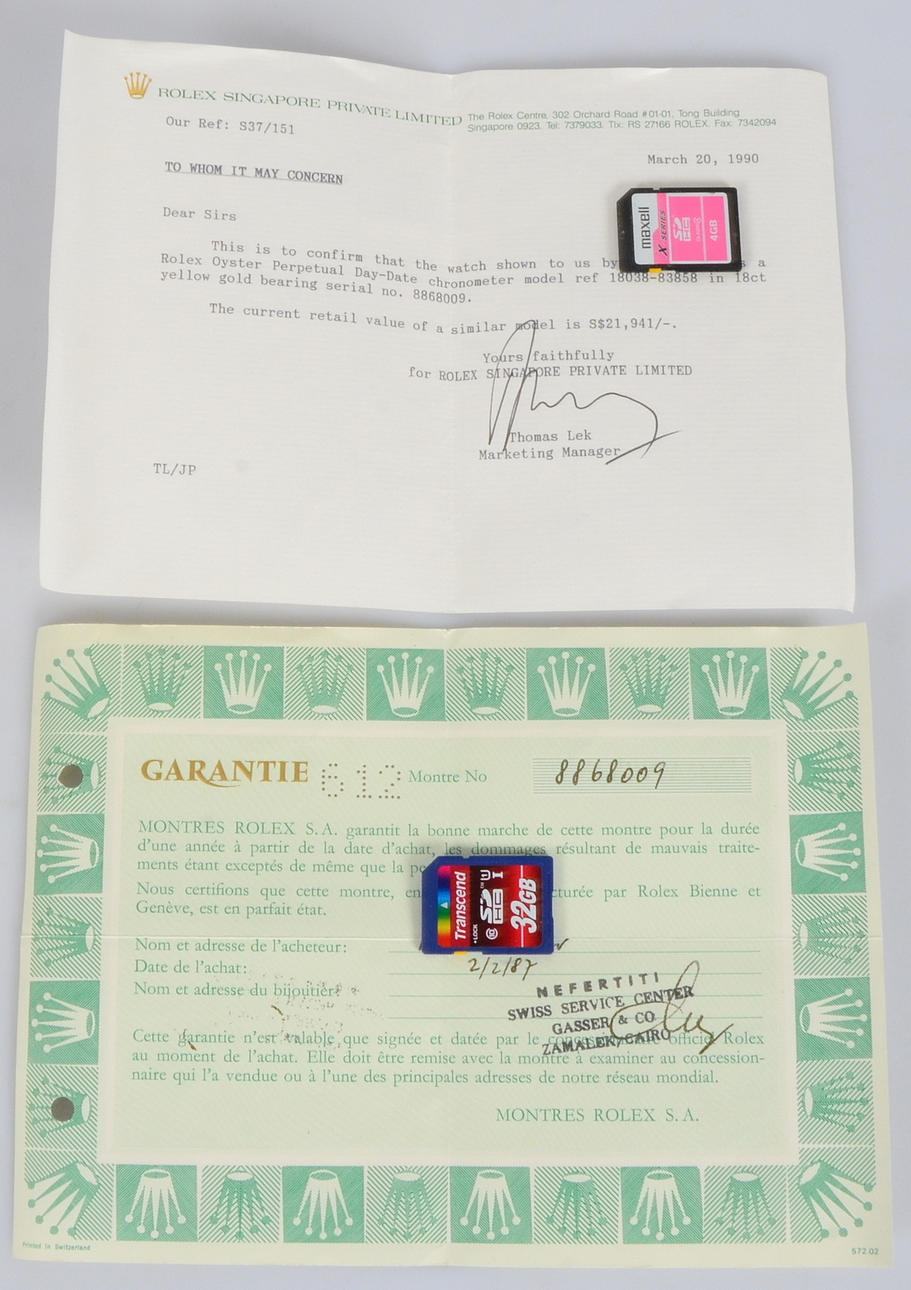 ROLEX SINGAPORE PRIVATE LIMITED
The Rolex Centre, 302 Orchard Road #01-01, Tong Building
Singapore 0923. Tel: 7379033. Tlx: RS 27166 ROLEX. Fax: 7342094
Our Ref: S37/151
March 20, 1990
TO WHOM IT MAY CONCERN
Dear Sirs
maxell
X SERIES
SDHC
4GB
This is to confirm that the watch shown to us by a
Rolex Oyster Perpetual Day-Date chronometer model ref 18038-83858 in 18ct
yellow gold bearing serial no. 8868009.
The current retail value of a similar model is S$21,941/-.
Yours faithfully
for ROLEX SINGAPORE PRIVATE LIMITED
Thomas Lek
Marketing Manager
TL/JP
GARANTIE 612 Montre No 8868009
MONTRES ROLEX S.A. garantit la bonne marche de cette montre pour la durée
d'une année à partir de la date d'achat, les dommages résultant de mauvais traite-
ments étant exceptés de même que la
Nous certifions que cette montre, par Rolex Bienne et
Genève, est en parfait état.
Transcend
LOCK
SDHC I
10
32GB
Nom et adresse de l'acheteur:
Date de l'achat: 2/2/87
Nom et adresse du bijoutier:
NEFERTITI
SWISS SERVICE CENTER
GASSER & CO
ZAMALEK/CAIRO
Cette garantie n'est valable que signée et datée par le officiel Rolex
au moment de l'achat. Elle doit être remise avec la montre à examiner au concession-
naire qui l'a vendue ou à l'une des principales adresses de notre réseau mondial.
MONTRES ROLEX S.A.
Printed in Switzerland
572.02